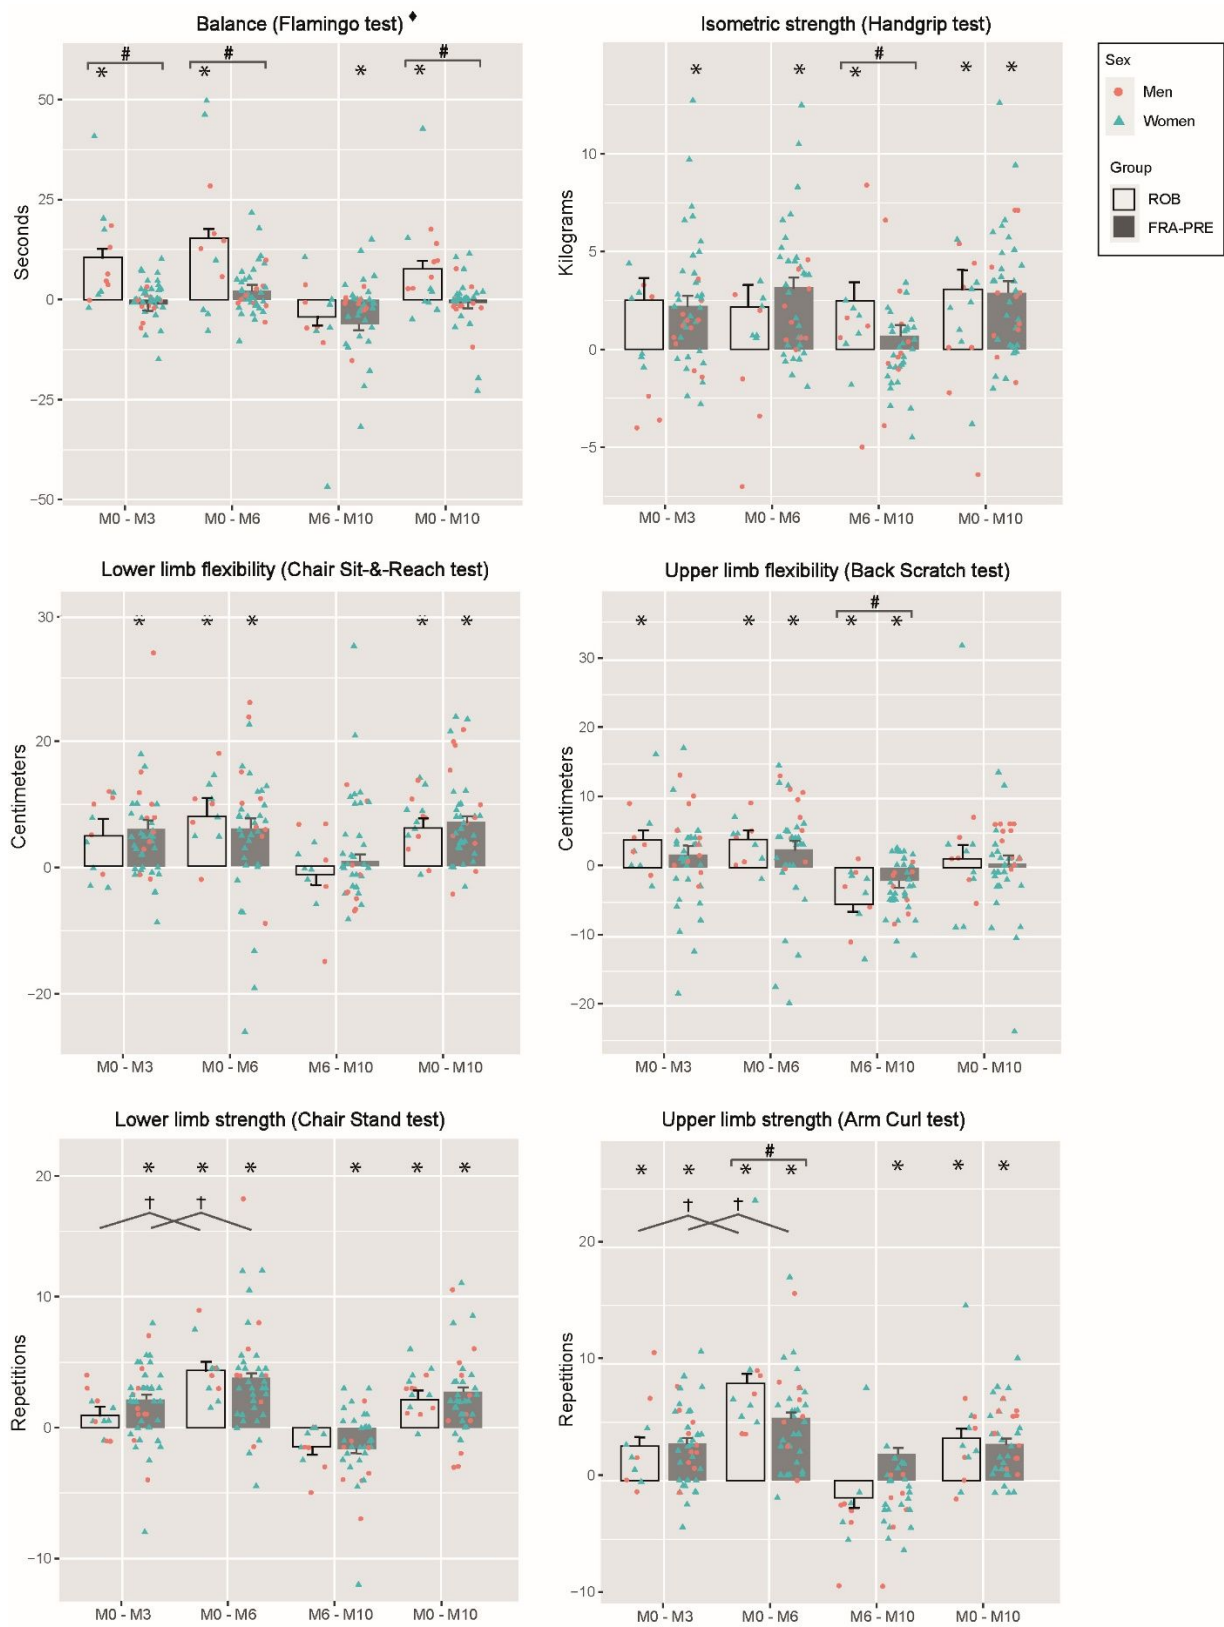 Balance (Flamingo test) ♦
Isometric strength (Handgrip test)
# # #
* * * *
#
* * * * *
Sex
Men
Women
Group
ROB
FRA-PRE
Seconds
50
25
0
−25
−50
M0 - M3 M0 - M6 M6 - M10 M0 - M10
Kilograms
10
5
0
−5
M0 - M3 M0 - M6 M6 - M10 M0 - M10
Lower limb flexibility (Chair Sit-&-Reach test)
Upper limb flexibility (Back Scratch test)
* * * * *
#
* * * * *
Centimeters
30
20
0
−20
M0 - M3 M0 - M6 M6 - M10 M0 - M10
Centimeters
30
20
10
0
−10
−20
M0 - M3 M0 - M6 M6 - M10 M0 - M10
Lower limb strength (Chair Stand test)
Upper limb strength (Arm Curl test)
* * * * * *
† †
#
* * * * * * *
† †
Repetitions
20
10
0
−10
M0 - M3 M0 - M6 M6 - M10 M0 - M10
Repetitions
20
10
0
−10
M0 - M3 M0 - M6 M6 - M10 M0 - M10